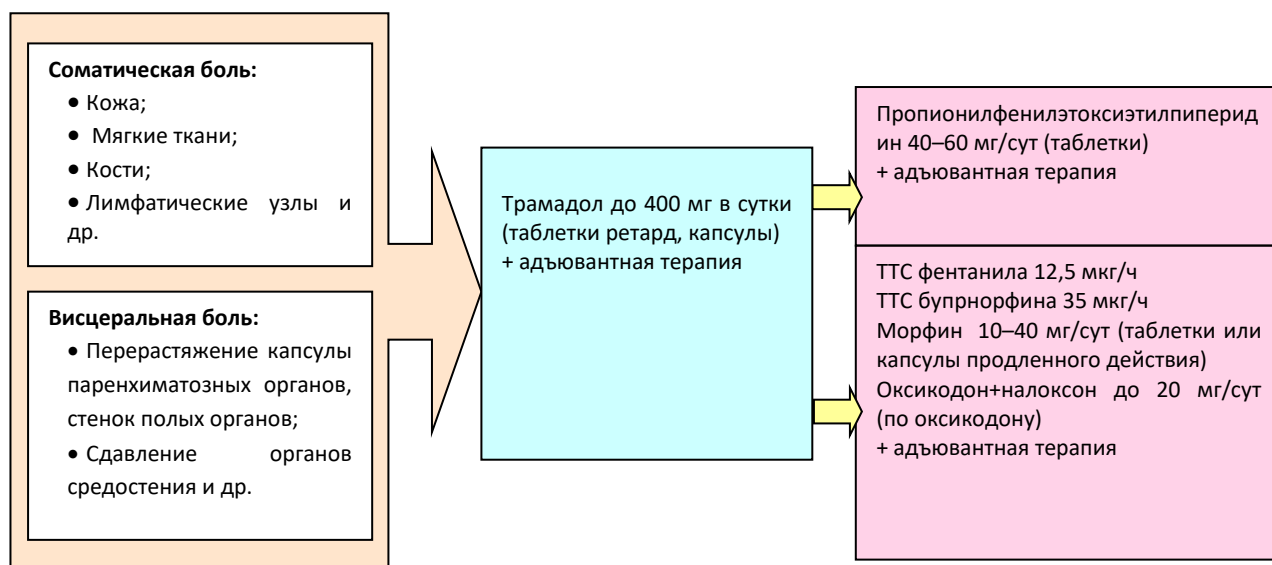 Соматическая боль:
• Кожа;
• Мягкие ткани;
• Кости;
• Лимфатические узлы и
др.
Висцеральная боль:
• Перерастяжение капсулы
паренхиматозных органов,
стенок полых органов;
• Сдавление органов
средостения и др.
Трамадол до 400 мг в сутки
(таблетки ретард, капсулы)
+ адъювантная терапия
Пропионилфенилэтоксиэтилпиперид
ин 40–60 мг/сут (таблетки)
+ адъювантная терапия
ТТС фентанила 12,5 мкг/ч
ТТС бупрнорфина 35 мкг/ч
Морфин 10–40 мг/сут (таблетки или
капсулы продленного действия)
Оксикодон+налоксон до 20 мг/сут
(по оксикодону)
+ адъювантная терапия